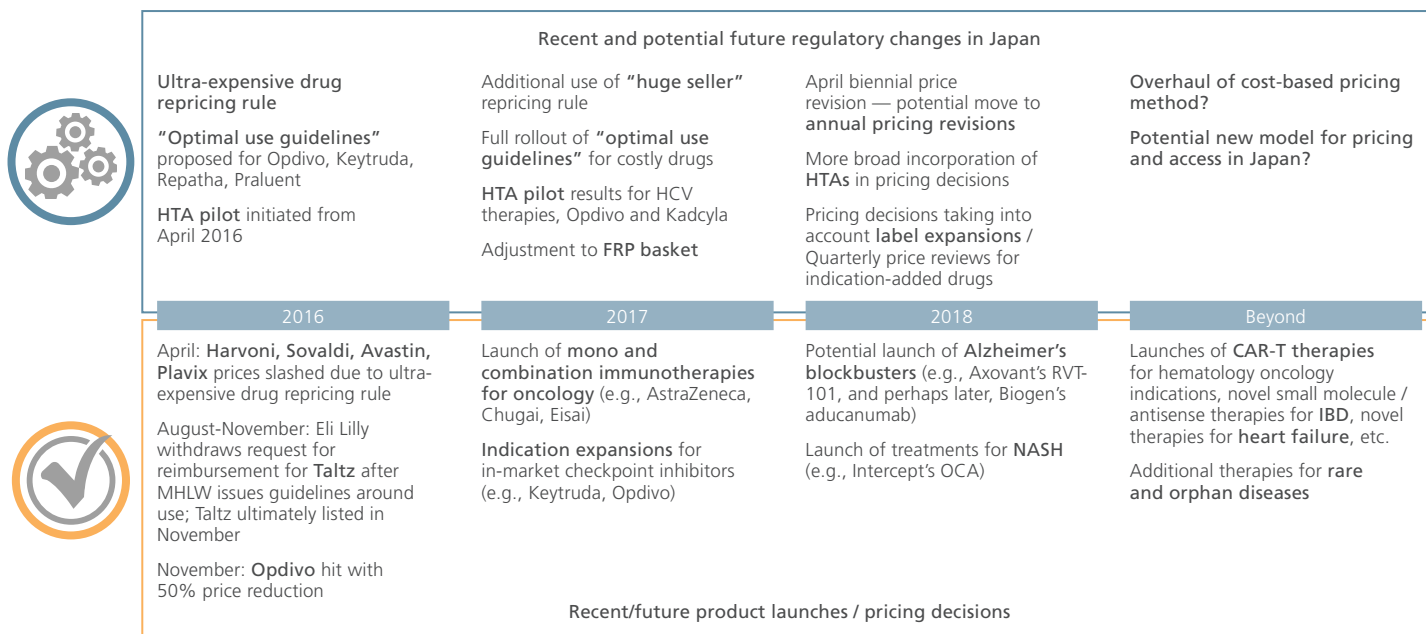 Recent and potential future regulatory changes in Japan
Ultra-expensive drug
repricing rule
“Optimal use guidelines”
proposed for Opdivo, Keytruda,
Repatha, Praluent
HTA pilot initiated from
April 2016
Additional use of “huge seller”
repricing rule
Full rollout of “optimal use
guidelines” for costly drugs
HTA pilot results for HCV
therapies, Opdivo and Kadcyla
Adjustment to FRP basket
April biennial price
revision — potential move to
annual pricing revisions
More broad incorporation of
HTAs in pricing decisions
Pricing decisions taking into
account label expansions /
Quarterly price reviews for
indication-added drugs
Overhaul of cost-based pricing
method?
Potential new model for pricing
and access in Japan?
2016
2017
2018
Beyond
April: Harvoni, Sovaldi, Avastin,
Plavix prices slashed due to ultra-
expensive drug repricing rule
August-November: Eli Lilly
withdraws request for
reimbursement for Taltz after
MHLW issues guidelines around
use; Taltz ultimately listed in
November
November: Opdivo hit with
50% price reduction
Launch of mono and
combination immunotherapies
for oncology (e.g., AstraZeneca,
Chugai, Eisai)
Indication expansions for
in-market checkpoint inhibitors
(e.g., Keytruda, Opdivo)
Potential launch of Alzheimer’s
blockbusters (e.g., Axovant’s RVT-
101, and perhaps later, Biogen’s
aducanumab)
Launch of treatments for NASH
(e.g., Intercept’s OCA)
Launches of CAR-T therapies
for hematology oncology
indications, novel small molecule /
antisense therapies for IBD, novel
therapies for heart failure, etc.
Additional therapies for rare
and orphan diseases
Recent/future product launches / pricing decisions